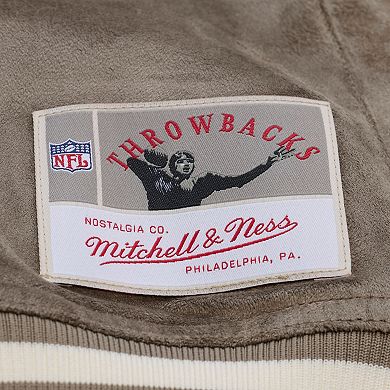 THROWBACKS
NFL
NOSTALGIA CO.
Mitchell & Ness
PHILADELPHIA, PA.